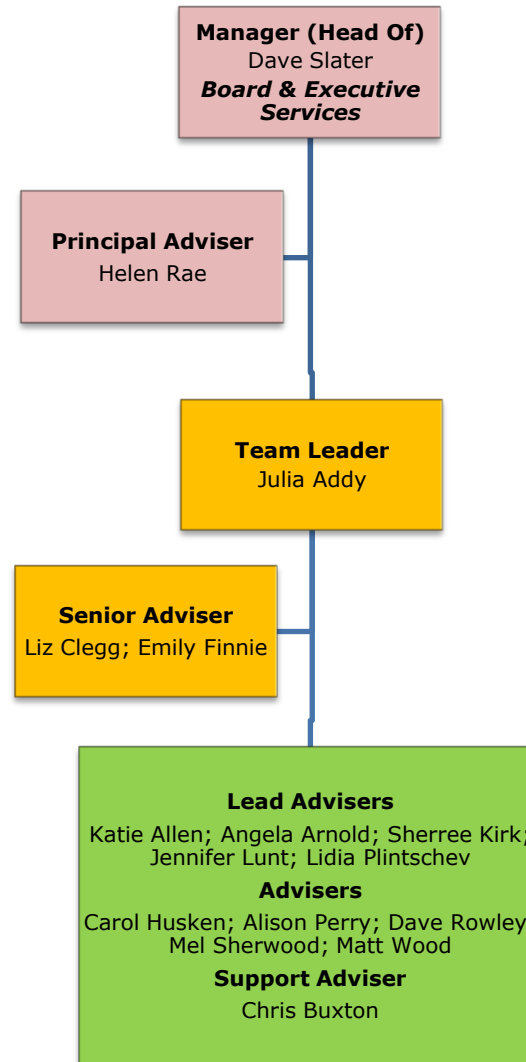 Manager (Head Of)
Dave Slater
Board & Executive
Services
Principal Adviser
Helen Rae
Team Leader
Julia Addy
Senior Adviser
Liz Clegg; Emily Finnie
Lead Advisers
Katie Allen; Angela Arnold; Sherree Kirk;
Jennifer Lunt; Lidia Plintschev
Advisers
Carol Husken; Alison Perry; Dave Rowley
Mel Sherwood; Matt Wood
Support Adviser
Chris Buxton